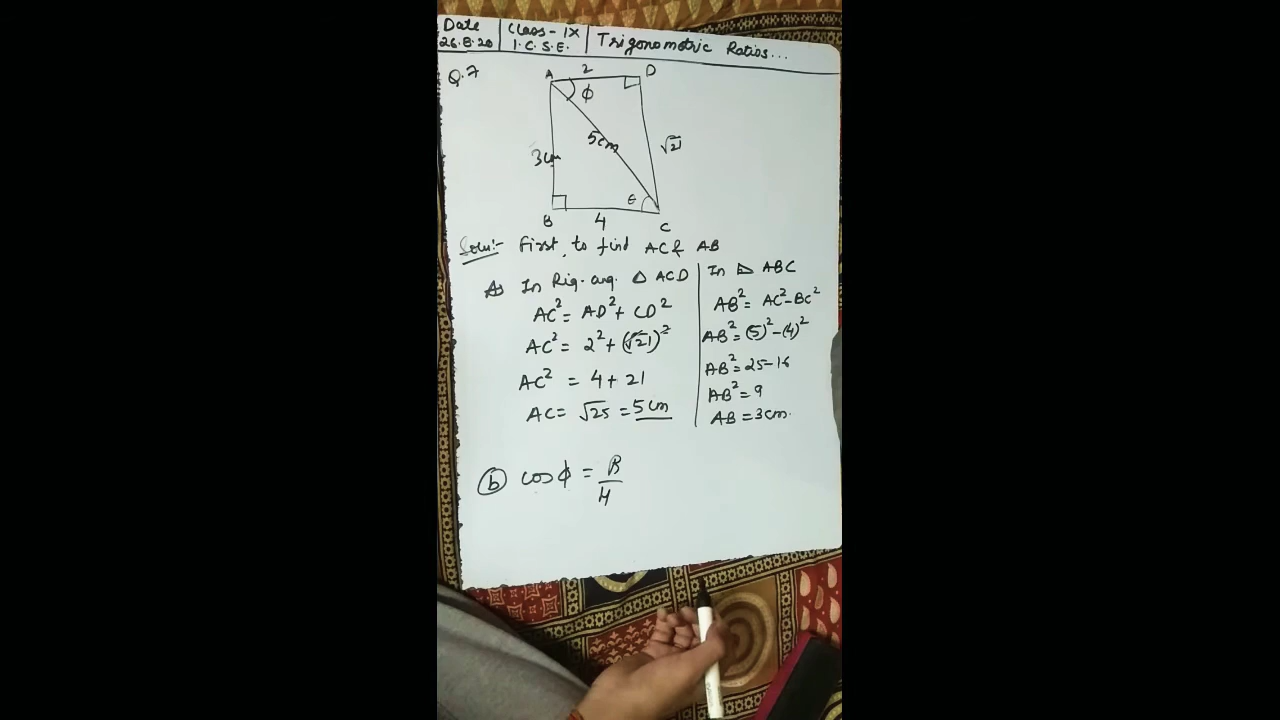 Date
26.8.20
Class - IX
I.C.S.E.
Trigonometric Ratios...
Q.7
A 2 D
ϕ
5cm
√21
3cm
θ
B 4 C
Soln:- First, to find AC & AB
In Rig. ang. △ ACD
AC² = AD² + CD²
AC² = 2² + (√21)²
AC² = 4 + 21
AC = √25 = 5cm
In ⊿ ABC
AB² = AC² - BC²
AB² = (5)² - (4)²
AB² = 25 - 16
AB² = 9
AB = 3cm.
(b) cos ϕ = B/H